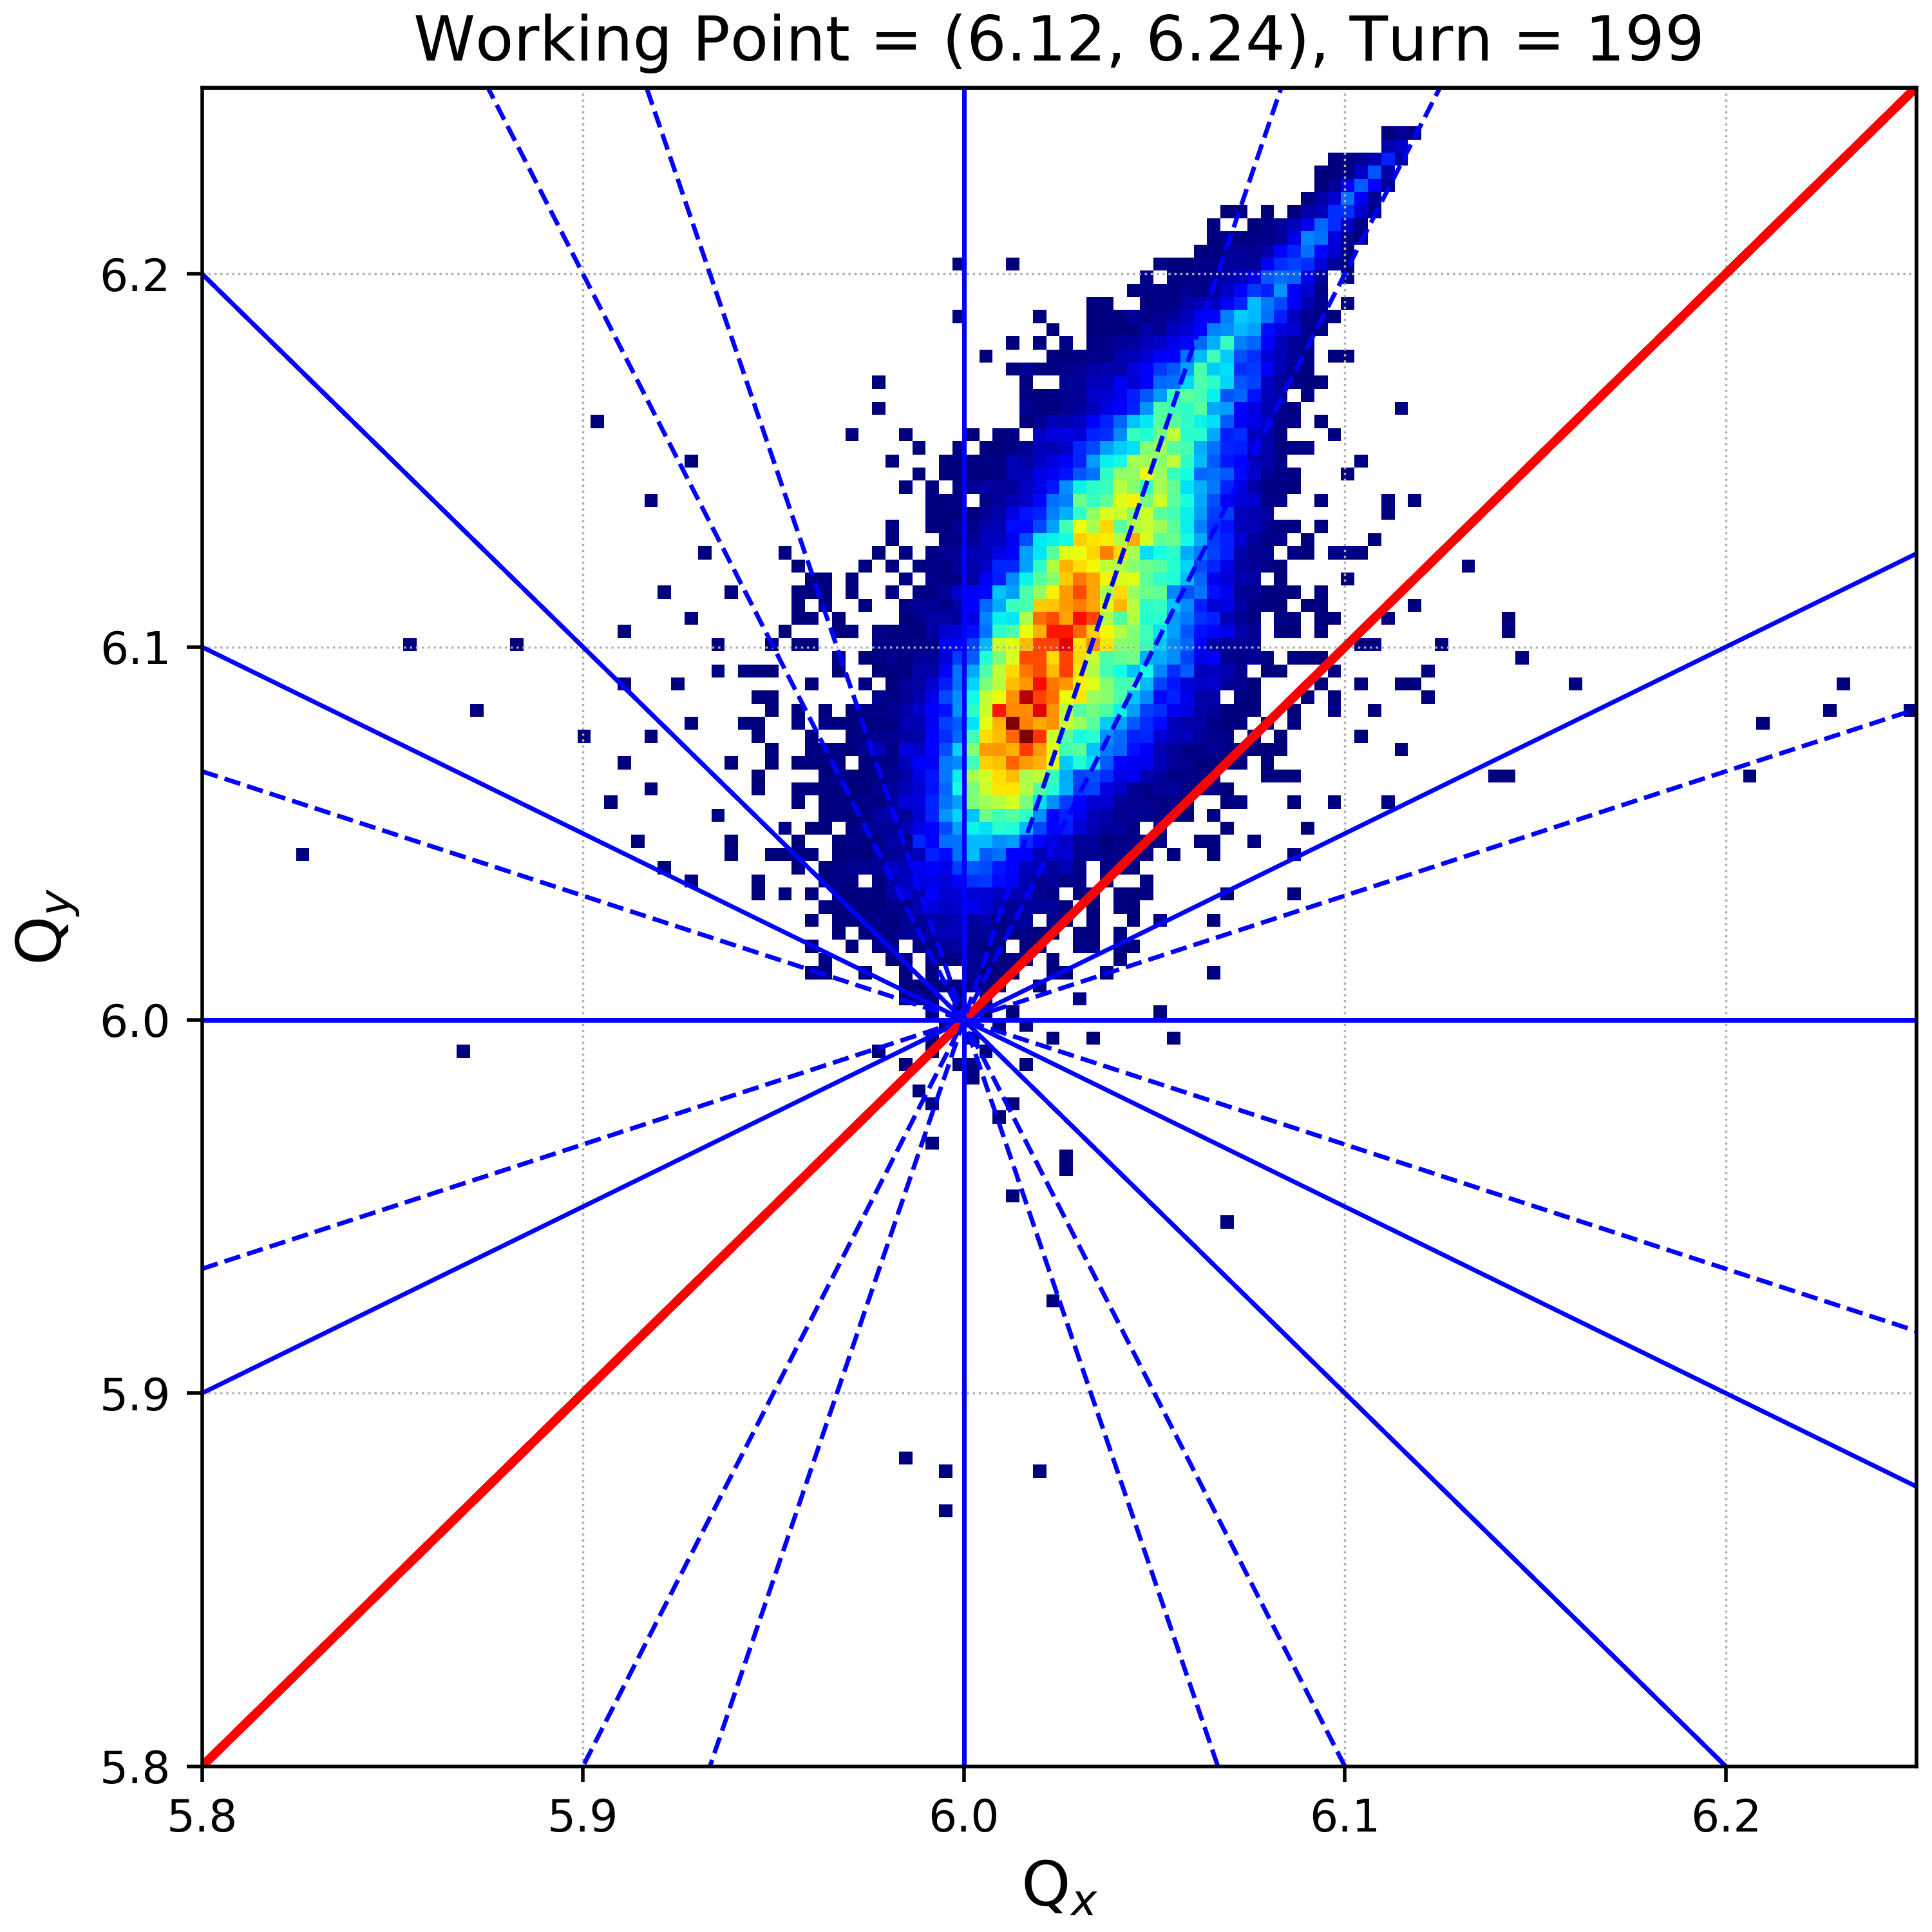 Working Point = (6.12, 6.24), Turn = 199
6.2
6.1
6.0
5.9
5.8
Qy
5.8 5.9 6.0 6.1 6.2
Qx